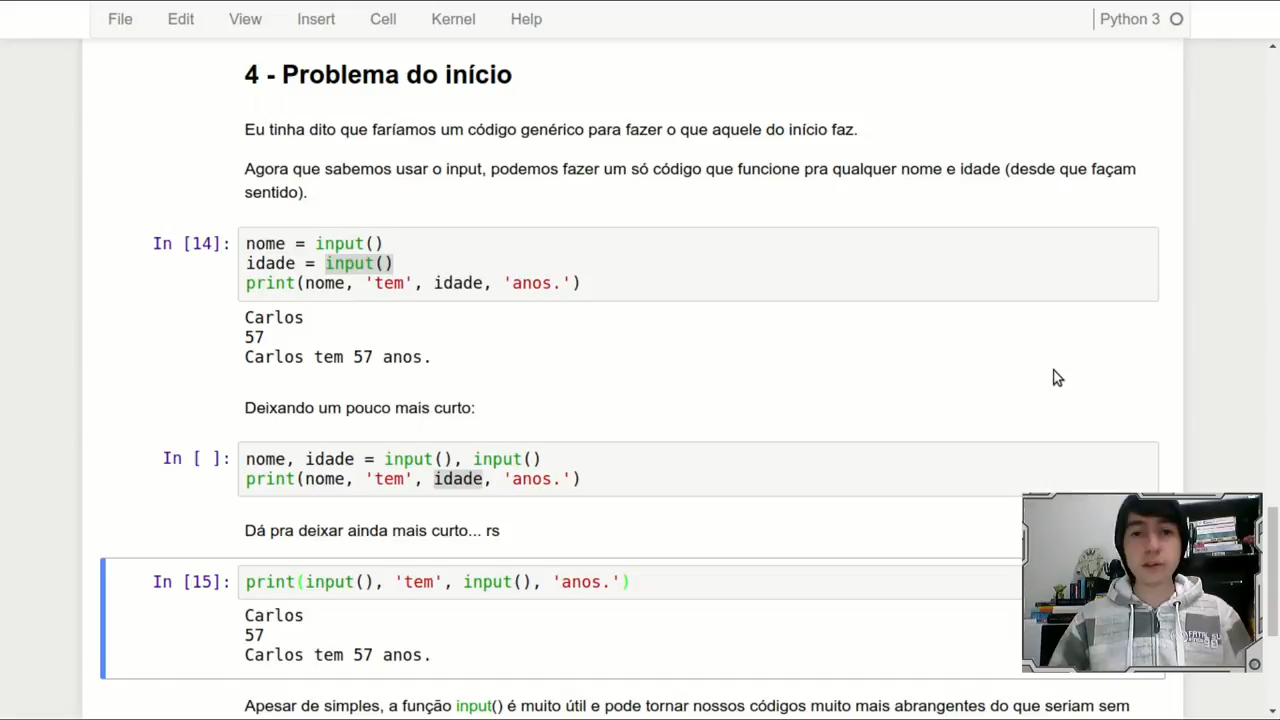 File Edit View Insert Cell Kernel Help Python 3
4 - Problema do início
Eu tinha dito que faríamos um código genérico para fazer o que aquele do início faz.
Agora que sabemos usar o input, podemos fazer um só código que funcione pra qualquer nome e idade (desde que façam
sentido).
In [14]: nome = input()
idade = input()
print(nome, 'tem', idade, 'anos.')
Carlos
57
Carlos tem 57 anos.
Deixando um pouco mais curto:
In [ ]: nome, idade = input(), input()
print(nome, 'tem', idade, 'anos.')
Dá pra deixar ainda mais curto... rs
In [15]: print(input(), 'tem', input(), 'anos.')
Carlos
57
Carlos tem 57 anos.
Apesar de simples, a função input() é muito útil e pode tornar nossos códigos muito mais abrangentes do que seriam sem